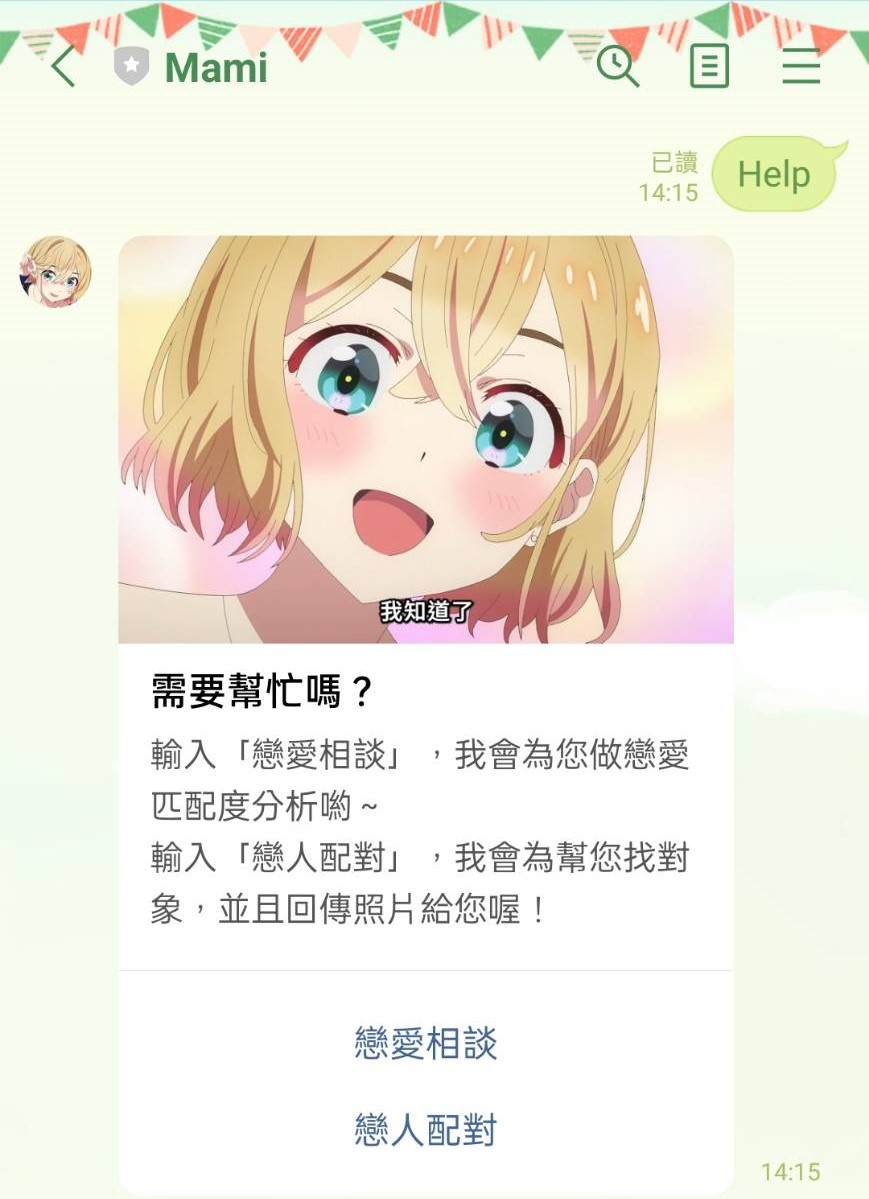 Mami
已讀
14:15
Help
我知道了
需要幫忙嗎？
輸入「戀愛相談」，我會為您做戀愛
匹配度分析喲～
輸入「戀人配對」，我會為幫您找對
象，並且回傳照片給您喔！
戀愛相談
戀人配對
14:15